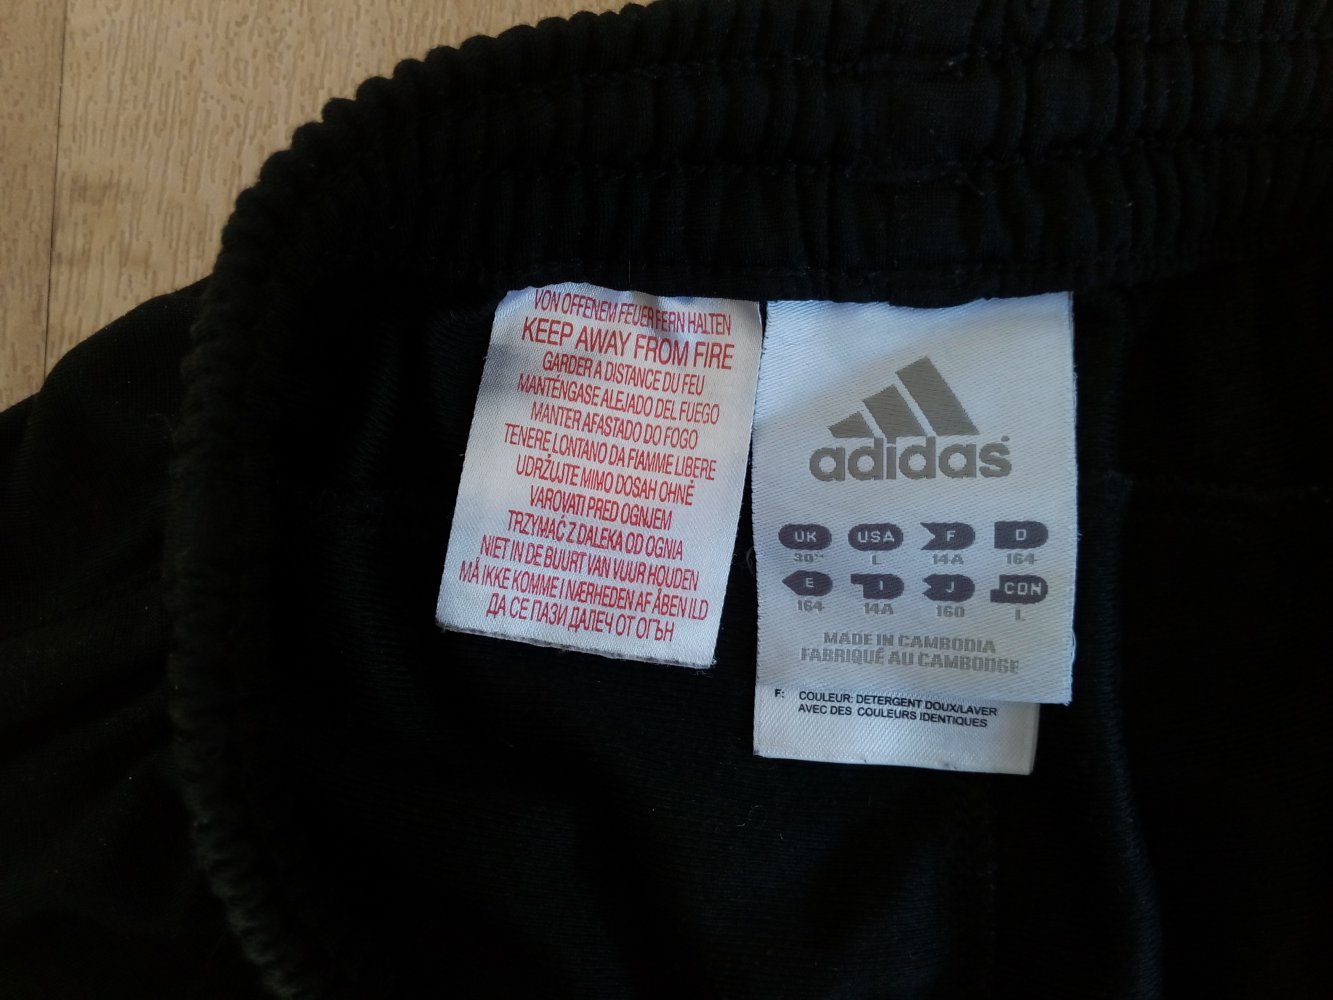 VON OFFENEM FEUER FERN HALTEN
KEEP AWAY FROM FIRE
GARDER A DISTANCE DU FEU
MANTÉNGASE ALEJADO DEL FUEGO
MANTER AFASTADO DO FOGO
TENERE LONTANO DA FIAMME LIBERE
UDRŽUJTE MIMO DOSAH OHNĚ
VAROVATI PRED OGNJEM
TRZYMAĆ Z DALEKA OD OGNIA
NIET IN DE BUURT VAN VUUR HOUDEN
MÅ IKKE KOMME I NÆRHEDEN AF ÅBEN ILD
ДА СЕ ПАЗИ ДАЛЕЧ ОТ ОГЪН
adidas
UK USA F D
30" L 14A 164
E I J CDN
164 14A 160 L
MADE IN CAMBODIA
FABRIQUÉ AU CAMBODGE
F: COULEUR: DETERGENT DOUX/LAVER
AVEC DES COULEURS IDENTIQUES